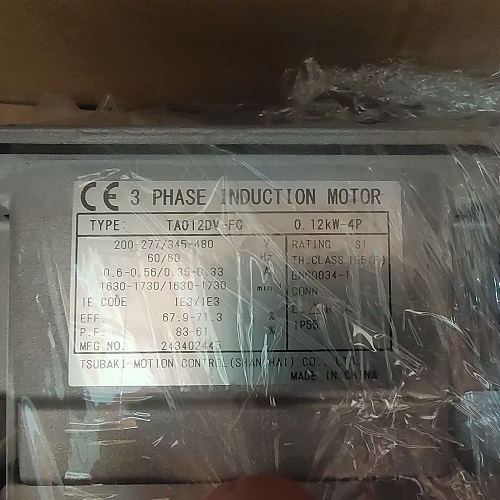 CE 3 PHASE INDUCTION MOTOR
TYPE: TA012DV-FC 0.12kW-4P
200-277/345-480 V RATING S1
60/60 Hz TH.CLASS 155(F)
0.6-0.56/0.35-0.33 A EN60034-1
1630-1730/1630-1730 min CONN
IE CODE IE3/IE3
EFF. 67.9-71.3 % IP55
P.F. 83-61 %
MFG NO. 243402445
TSUBAKI MOTION CONTROL(SHANGHAI) CO., LTD
MADE IN CHINA